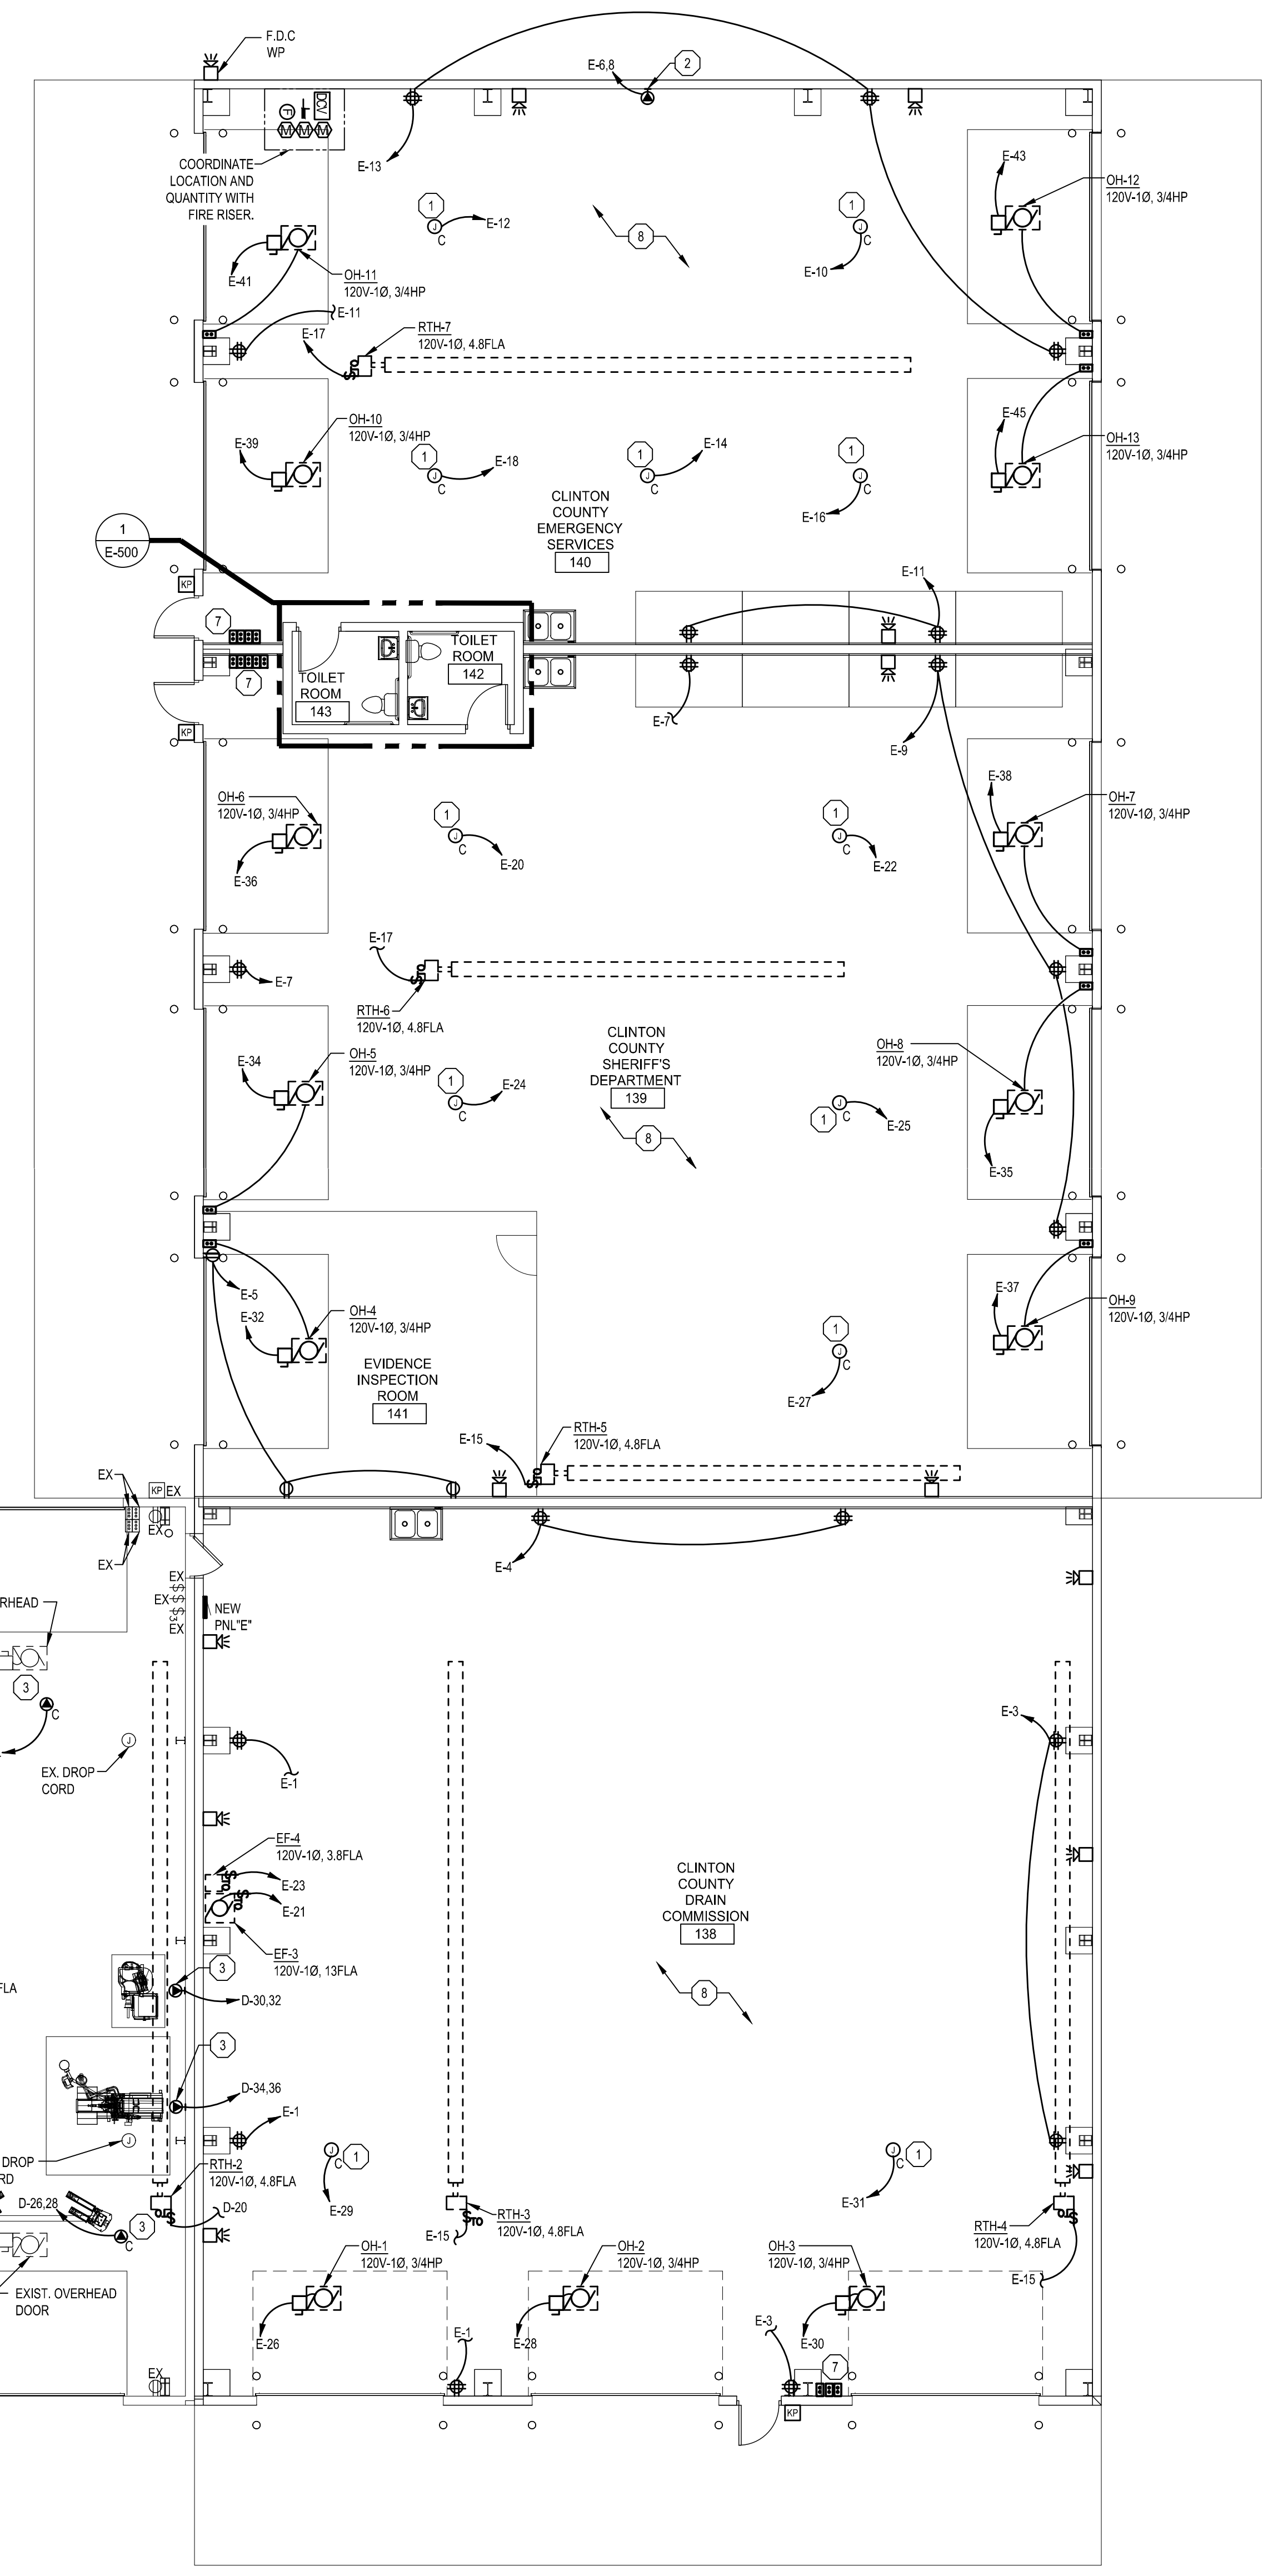 F.D.C
WP
E-6,8
2
DCV
F
M M M
E-13
COORDINATE
LOCATION AND
QUANTITY WITH
FIRE RISER.
E-43
OH-12
120V-1Ø, 3/4HP
1
J
C
E-12
1
J
C
E-10
8
E-41
OH-11
120V-1Ø, 3/4HP
E-11
E-17
RTH-7
120V-1Ø, 4.8FLA
STO
E-45
OH-13
120V-1Ø, 3/4HP
E-39
OH-10
120V-1Ø, 3/4HP
1
J
C
E-18
1
J
C
E-14
1
J
C
E-16
CLINTON
COUNTY
EMERGENCY
SERVICES
140
1
E-500
KP
7
E-11
TOILET
ROOM
142
TOILET
ROOM
143
7
KP
E-7
E-9
OH-6
120V-1Ø, 3/4HP
E-36
1
J
C
E-20
1
J
C
E-22
E-38
OH-7
120V-1Ø, 3/4HP
E-7
E-17
STO
RTH-6
120V-1Ø, 4.8FLA
CLINTON
COUNTY
SHERIFF'S
DEPARTMENT
139
E-34
OH-5
120V-1Ø, 3/4HP
1
J
C
E-24
1
J
C
E-25
OH-8
120V-1Ø, 3/4HP
E-35
8
E-5
E-32
OH-4
120V-1Ø, 3/4HP
EVIDENCE
INSPECTION
ROOM
141
1
J
C
E-27
E-37
OH-9
120V-1Ø, 3/4HP
E-15
RTH-5
120V-1Ø, 4.8FLA
STO
EX
KP EX
EX
EX
E-4
EX
EX
EX
$ $ $3
NEW
PNL"E"
RHEAD
3
C
J
EX. DROP
CORD
E-1
E-3
EF-4
120V-1Ø, 3.8FLA
STO
E-23
STO
E-21
EF-3
120V-1Ø, 13FLA
CLINTON
COUNTY
DRAIN
COMMISSION
138
8
FLA
3
D-30,32
3
D-34,36
E-1
J
DROP
RD
D-26,28
3
C
RTH-2
120V-1Ø, 4.8FLA
STO
D-20
J
C
1
E-29
J
C
1
E-31
RTH-3
120V-1Ø, 4.8FLA
STO
E-15
RTH-4
120V-1Ø, 4.8FLA
STO
E-15
EXIST. OVERHEAD
DOOR
OH-1
120V-1Ø, 3/4HP
E-26
OH-2
120V-1Ø, 3/4HP
E-28
OH-3
120V-1Ø, 3/4HP
E-30
EX
E-1
E-3
7
KP